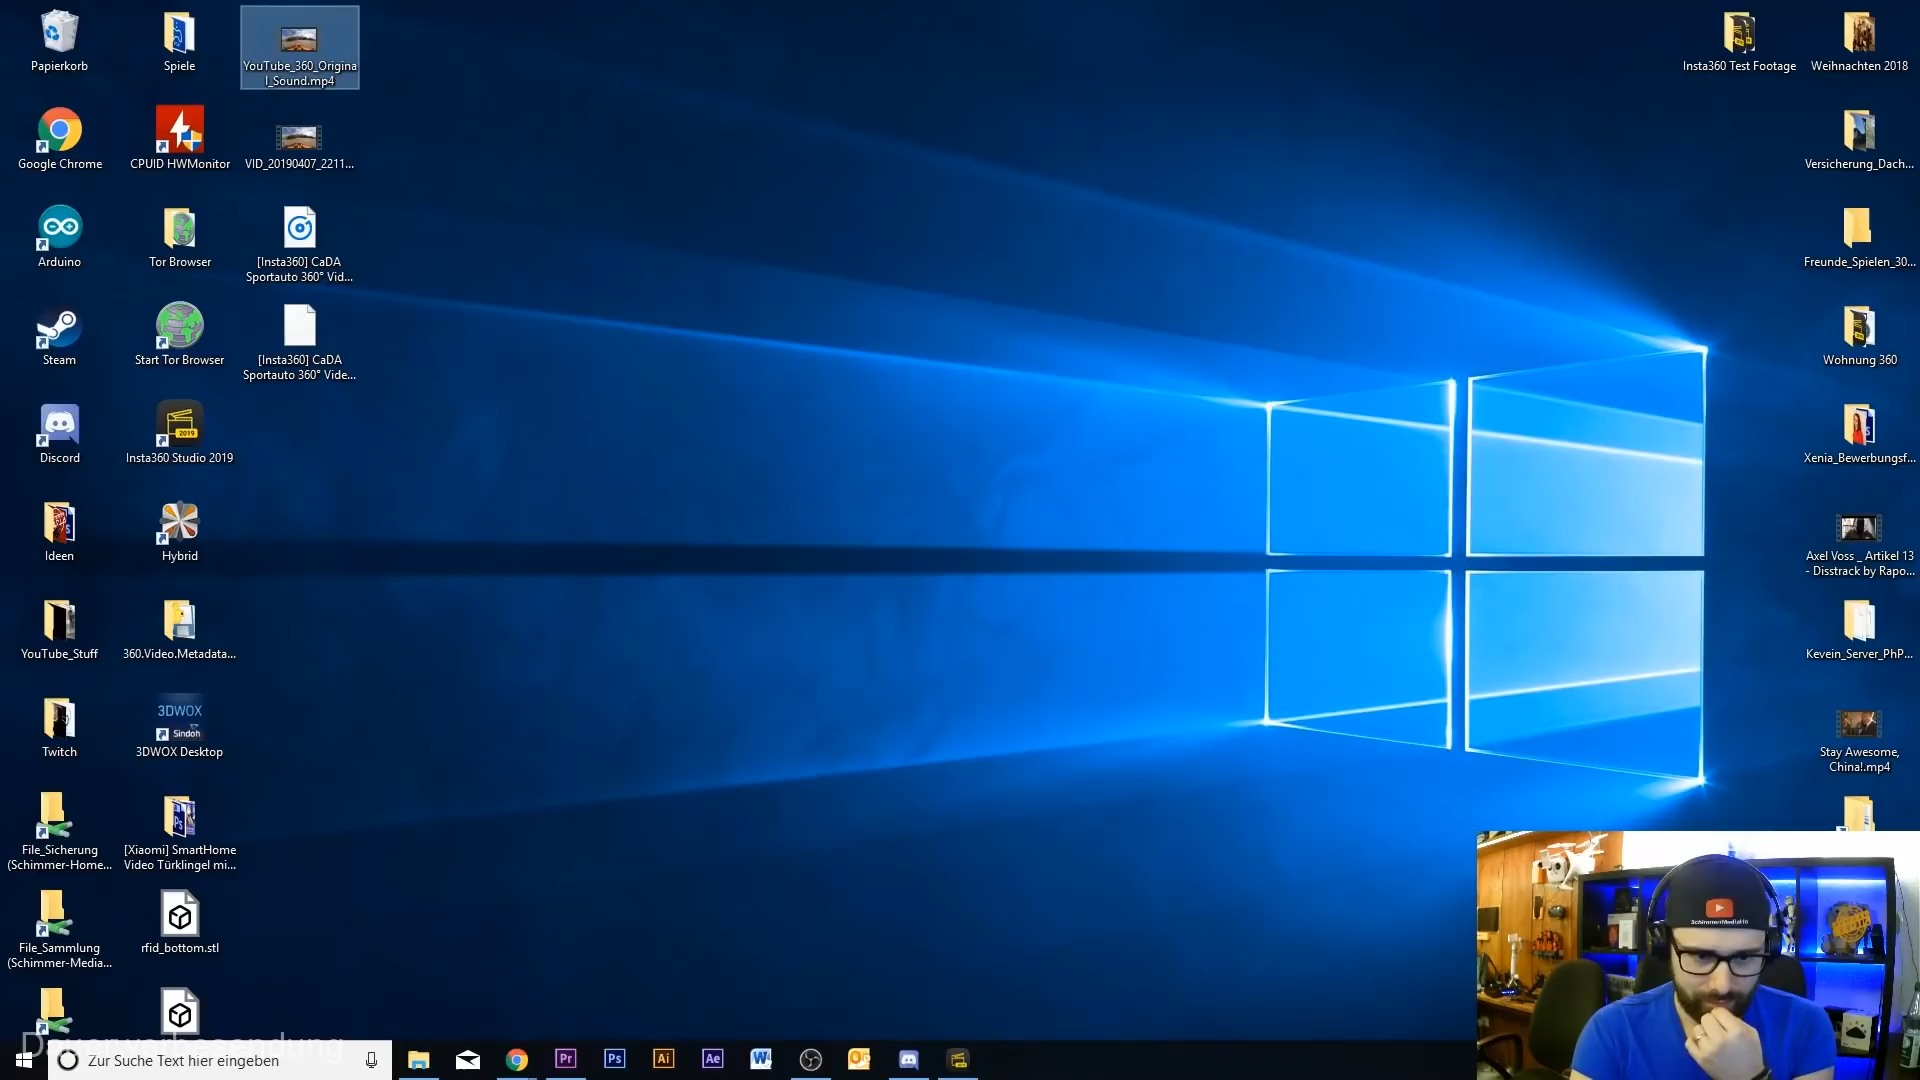 Papierkorb
Spiele
YouTube_360_Origina
l_Sound.mp4
Insta360 Test Footage
Weihnachten 2018
Google Chrome
CPUID HWMonitor
VID_20190407_2211...
Versicherung_Dach...
Arduino
Tor Browser
[Insta360] CaDA
Sportauto 360° Vid...
Freunde_Spielen_30...
Steam
Start Tor Browser
[Insta360] CaDA
Sportauto 360° Vide...
Wohnung 360
Discord
2019
Insta360 Studio 2019
Xenia_Bewerbungsf...
Ideen
Hybrid
Axel Voss _ Artikel 13
- Disstrack by Rapo...
YouTube_Stuff
360.Video.Metadata...
Kevein_Server_PhP...
Twitch
3DWOX
Sindoh
3DWOX Desktop
Stay Awesome,
China!.mp4
File_Sicherung
(Schimmer-Home...
[Xiaomi] SmartHome
Video Türklingel mi...
File_Sammlung
(Schimmer-Media...
rfid_bottom.stl
SchimmerMediaHD
Dauerwerbesendung
Zur Suche Text hier eingeben
Pr
Ps
Ai
Ae
W